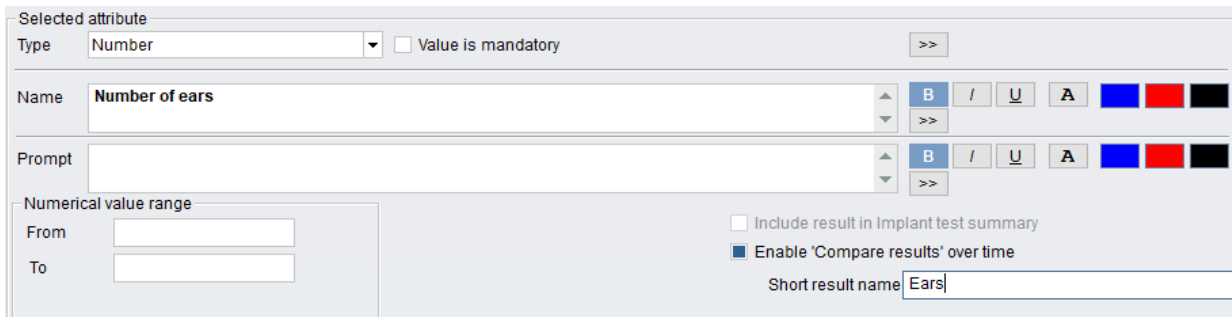 Selected attribute
Type Number Value is mandatory >>
Name Number of ears B I U A
>>
Prompt B I U A
>>
Numerical value range
From
To
Include result in Implant test summary
Enable 'Compare results' over time
Short result name Ears